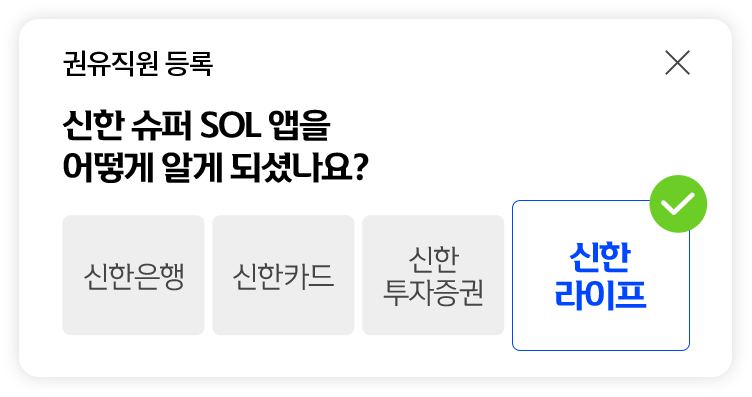 권유직원 등록
신한 슈퍼 SOL 앱을
어떻게 알게 되셨나요?
신한은행
신한카드
신한
투자증권
신한
라이프